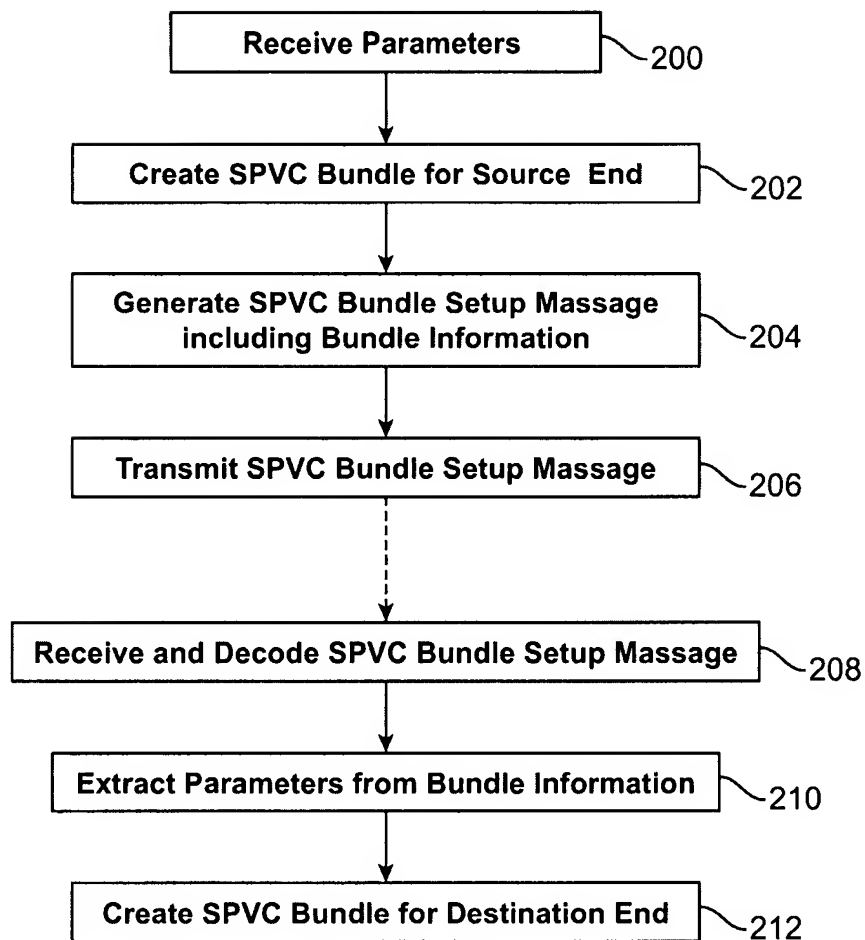 Receive Parameters
200
Create SPVC Bundle for Source End
202
Generate SPVC Bundle Setup Massage
including Bundle Information
204
Transmit SPVC Bundle Setup Massage
206
Receive and Decode SPVC Bundle Setup Massage
208
Extract Parameters from Bundle Information
210
Create SPVC Bundle for Destination End
212